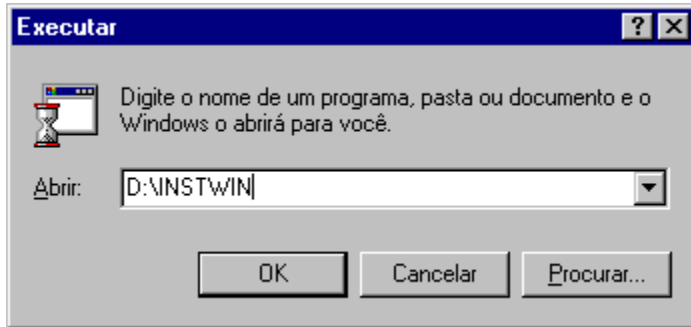 Executar
Digite o nome de um programa, pasta ou documento e o
Windows o abrirá para você.
Abrir: D:\INSTWIN
OK Cancelar Procurar...